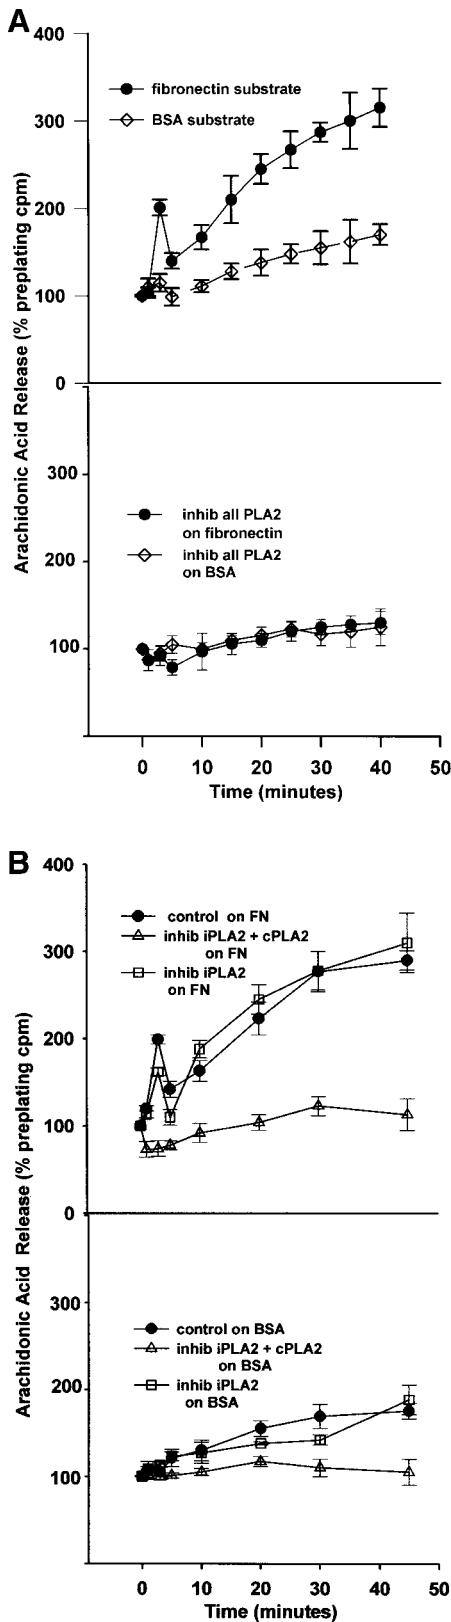 A
400
300
200
100
0
fibronectin substrate
BSA substrate
Arachidonic Acid Release (% preplating cpm)
300
200
100
inhib all PLA2
on fibronectin
inhib all PLA2
on BSA
0 10 20 30 40 50
Time (minutes)
B
400
300
200
100
0
control on FN
inhib iPLA2 + cPLA2
on FN
inhib iPLA2
on FN
Arachidonic Acid Release (% preplating cpm)
300
200
100
control on BSA
inhib iPLA2 + cPLA2
on BSA
inhib iPLA2
on BSA
0 10 20 30 40 50
Time (minutes)